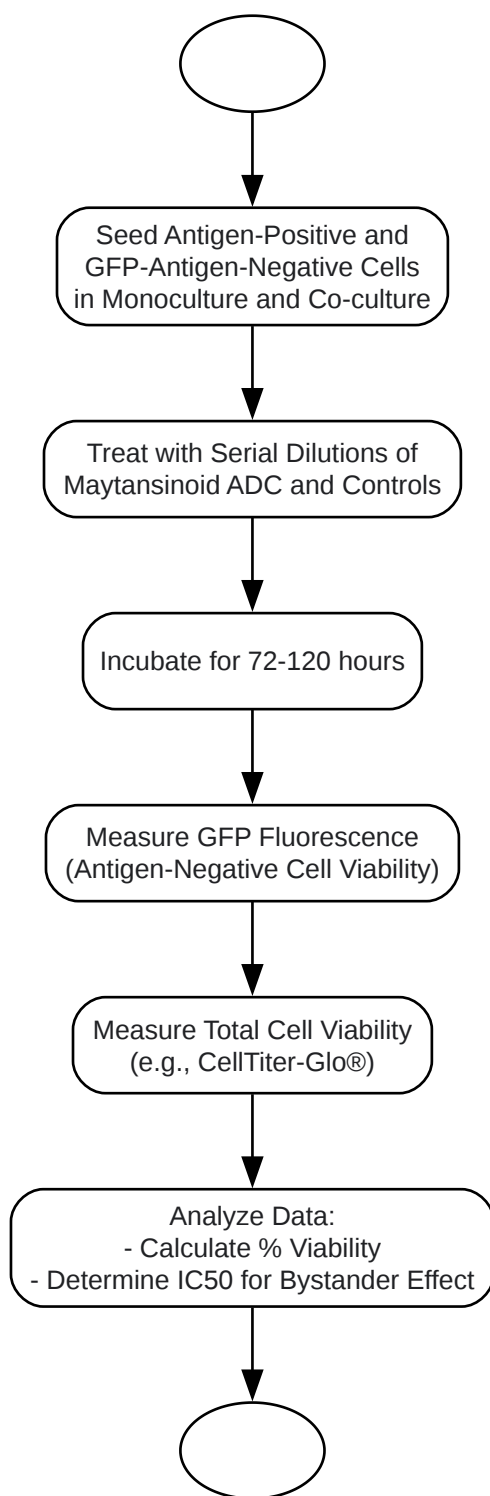 Seed Antigen-Positive and
GFP-Antigen-Negative Cells
in Monoculture and Co-culture
Treat with Serial Dilutions of
Maytansinoid ADC and Controls
Incubate for 72-120 hours
Measure GFP Fluorescence
(Antigen-Negative Cell Viability)
Measure Total Cell Viability
(e.g., CellTiter-Glo®)
Analyze Data:
- Calculate % Viability
- Determine IC50 for Bystander Effect